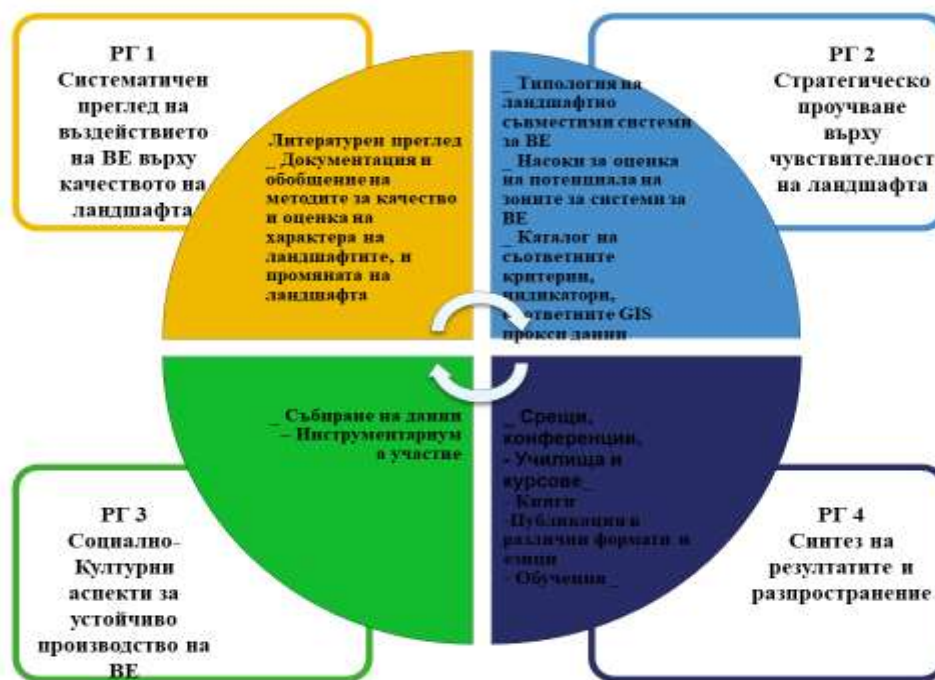 РГ 1
Систематичен
преглед на
въздействието
на ВЕ върху
качеството на
ландшафта
Литературен преглед
_ Документация и
обобщение на
методите за качество
и оценка на
характера на
ландшафтите, и
промяната на
ландшафта
_ Типология на
ландшафтно
съвместими системи
за ВЕ
_ Насоки за оценка
на потенциала на
зоните за системи за
ВЕ
_ Каталог на
съответните
критерии,
индикатори,
съответните GIS
прокси данни
РГ 2
Стратегическо
проучване
върху
чувствителност
на ландшафта
РГ 3
Социално-
Културни
аспекти за
устойчиво
производство на
ВЕ
_ Събиране на данни
– Инструментариум
а участие
_ Срещи,
конференции,
- Училища и
курсове_
- Книги
-Публикации в
различни формати и
езици
- Обучения_
РГ 4
Синтез на
резултатите и
разпространение